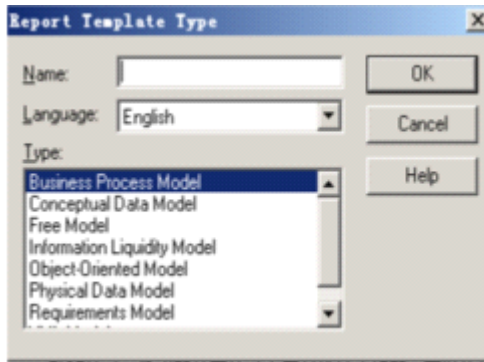 Report Template Type
Name:
OK
Language:
English
Cancel
Type:
Help
Business Process Model
Conceptual Data Model
Free Model
Information Liquidity Model
Object-Oriented Model
Physical Data Model
Requirements Model